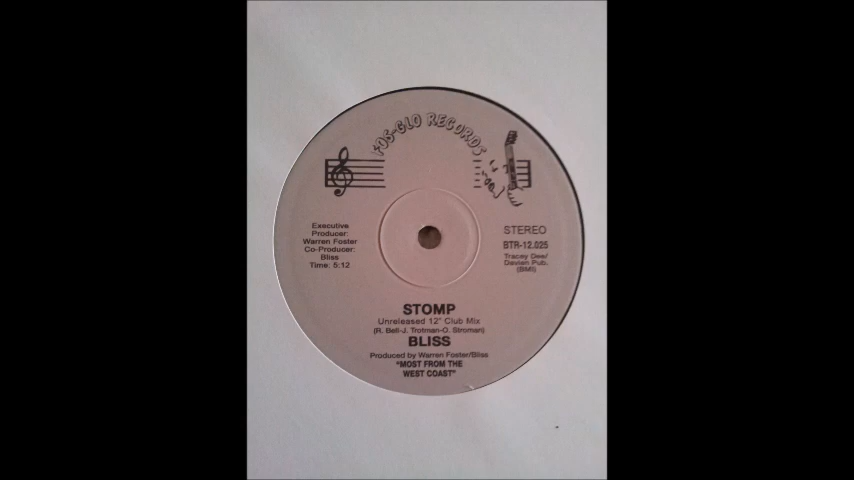 FOS-GLO RECORDS
Executive
Producer:
Warren Foster
Co-Producer:
Bliss
Time: 5:12
STEREO
BTR-12.025
Tracey Dee/
Davien Pub.
(BMI)
STOMP
Unreleased 12" Club Mix
(R. Bell-J. Trotman-O. Stroman)
BLISS
Produced by Warren Foster/Bliss
"MOST FROM THE
WEST COAST"